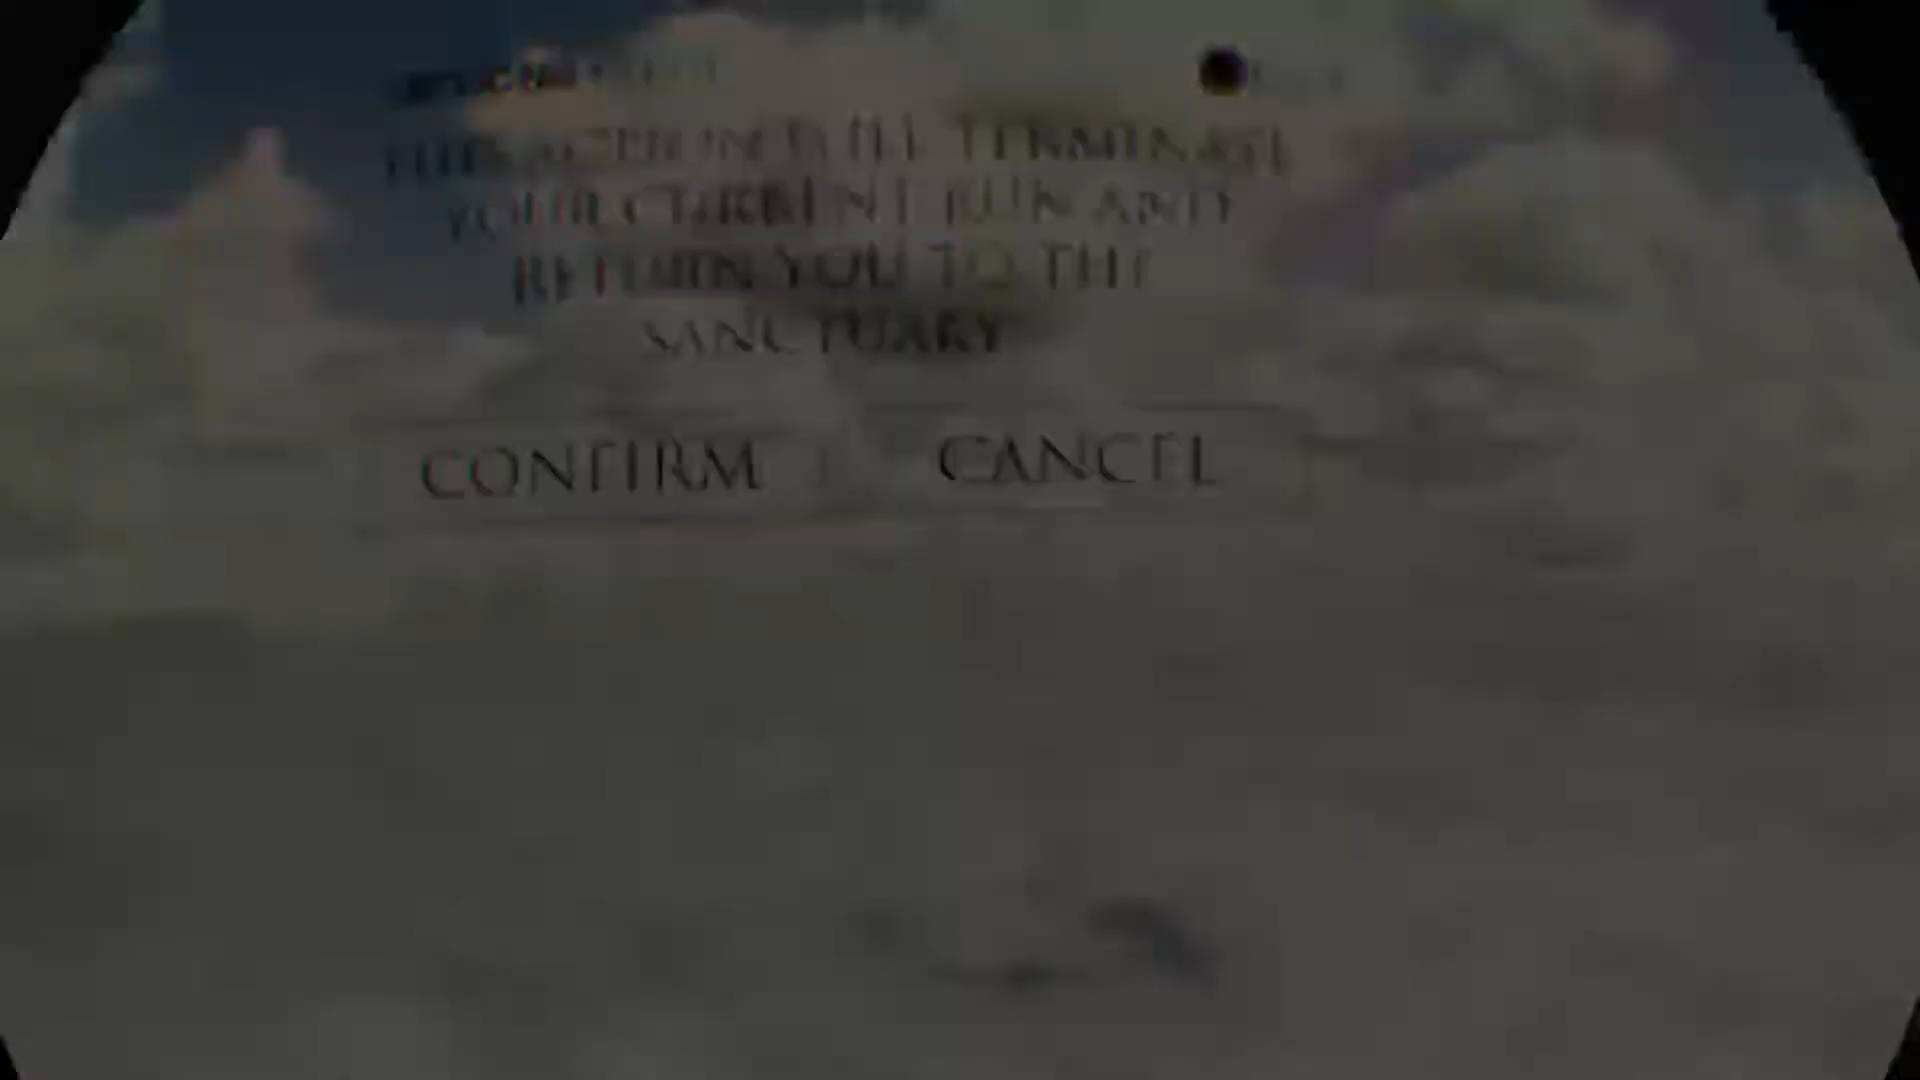 THIS ACTION WILL TERMINATE
YOUR CURRENT RUN AND
RETURN YOU TO THE
SANCTUARY
CONFIRM
CANCEL